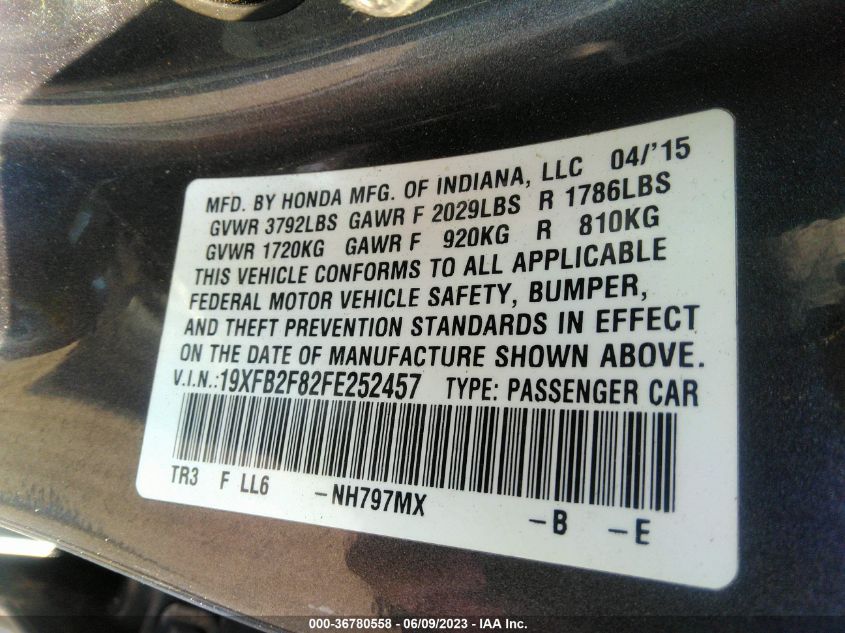 MFD. BY HONDA MFG. OF INDIANA, LLC 04/'15
GVWR 3792LBS GAWR F 2029LBS R 1786LBS
GVWR 1720KG GAWR F 920KG R 810KG
THIS VEHICLE CONFORMS TO ALL APPLICABLE
FEDERAL MOTOR VEHICLE SAFETY, BUMPER,
AND THEFT PREVENTION STANDARDS IN EFFECT
ON THE DATE OF MANUFACTURE SHOWN ABOVE.
V.I.N.:19XFB2F82FE252457 TYPE: PASSENGER CAR
TR3 F LL6 -NH797MX -B -E
000-36780558 - 06/09/2023 - IAA Inc.